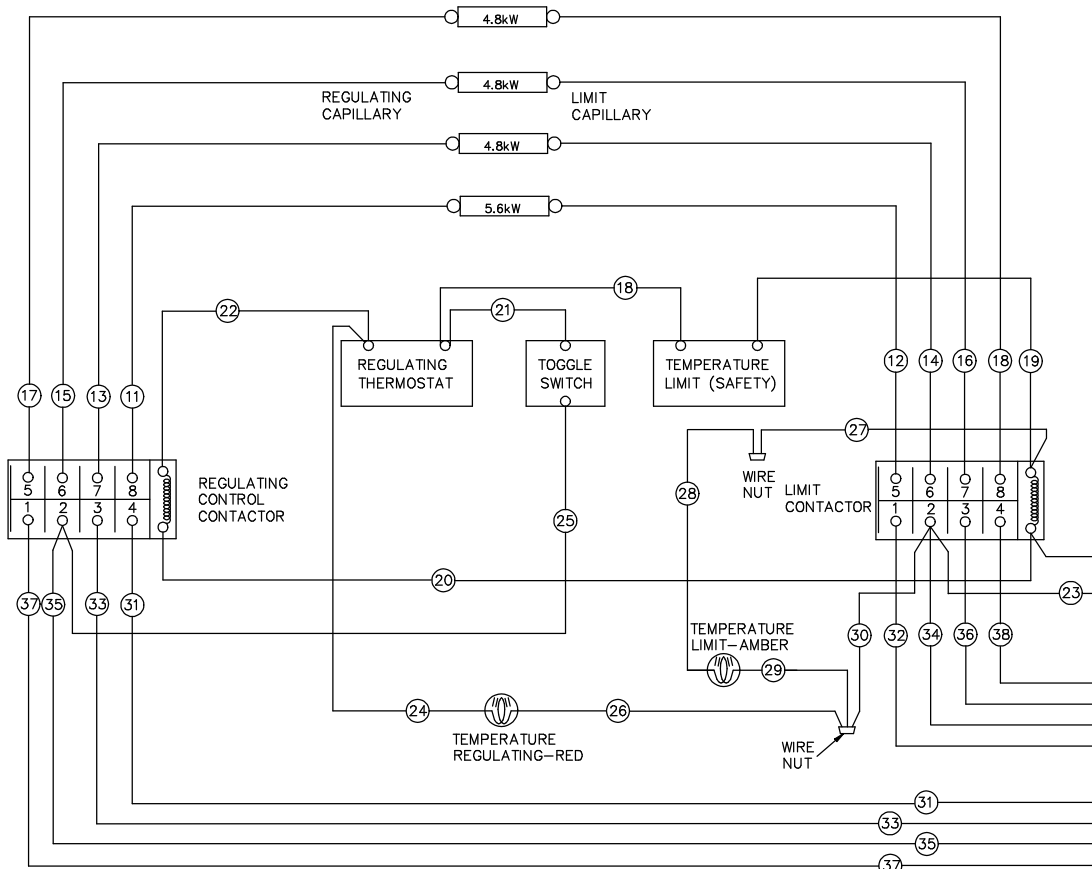 4.8kW
4.8kW
REGULATING
CAPILLARY
LIMIT
CAPILLARY
4.8kW
5.6kW
18
22
21
REGULATING
THERMOSTAT
TOGGLE
SWITCH
TEMPERATURE
LIMIT (SAFETY)
12 14 16 18 19
17 15 13 11
27
REGULATING
CONTROL
CONTACTOR
5 6 7 8
1 2 3 4
WIRE
NUT
LIMIT
CONTACTOR
5 6 7 8
1 2 3 4
28
25
20
23
37 35 33 31
30 32 34 36 38
TEMPERATURE
LIMIT-AMBER
29
24
26
TEMPERATURE
REGULATING-RED
WIRE
NUT
31
33
35
37